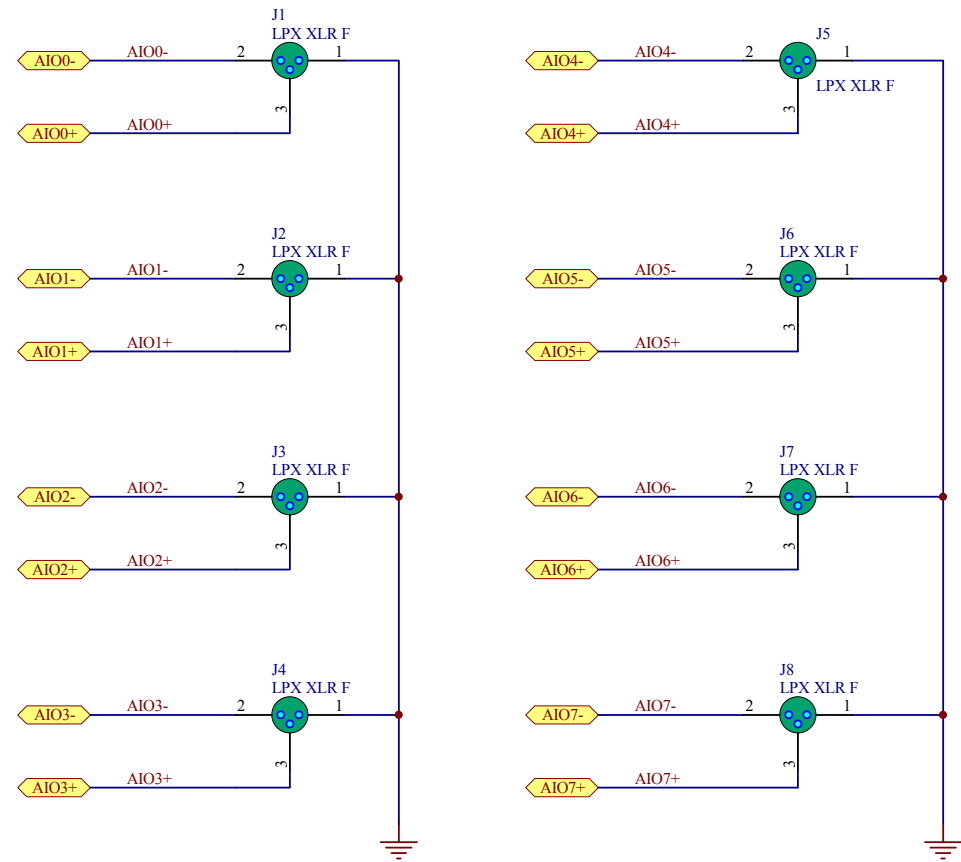 J1
LPX XLR F
AIO0- AIO0- 2 1
3
AIO0+ AIO0+
J2
LPX XLR F
AIO1- AIO1- 2 1
3
AIO1+ AIO1+
J3
LPX XLR F
AIO2- AIO2- 2 1
3
AIO2+ AIO2+
J4
LPX XLR F
AIO3- AIO3- 2 1
3
AIO3+ AIO3+
J5
AIO4- AIO4- 2 1
LPX XLR F
3
AIO4+ AIO4+
J6
LPX XLR F
AIO5- AIO5- 2 1
3
AIO5+ AIO5+
J7
LPX XLR F
AIO6- AIO6- 2 1
3
AIO6+ AIO6+
J8
LPX XLR F
AIO7- AIO7- 2 1
3
AIO7+ AIO7+